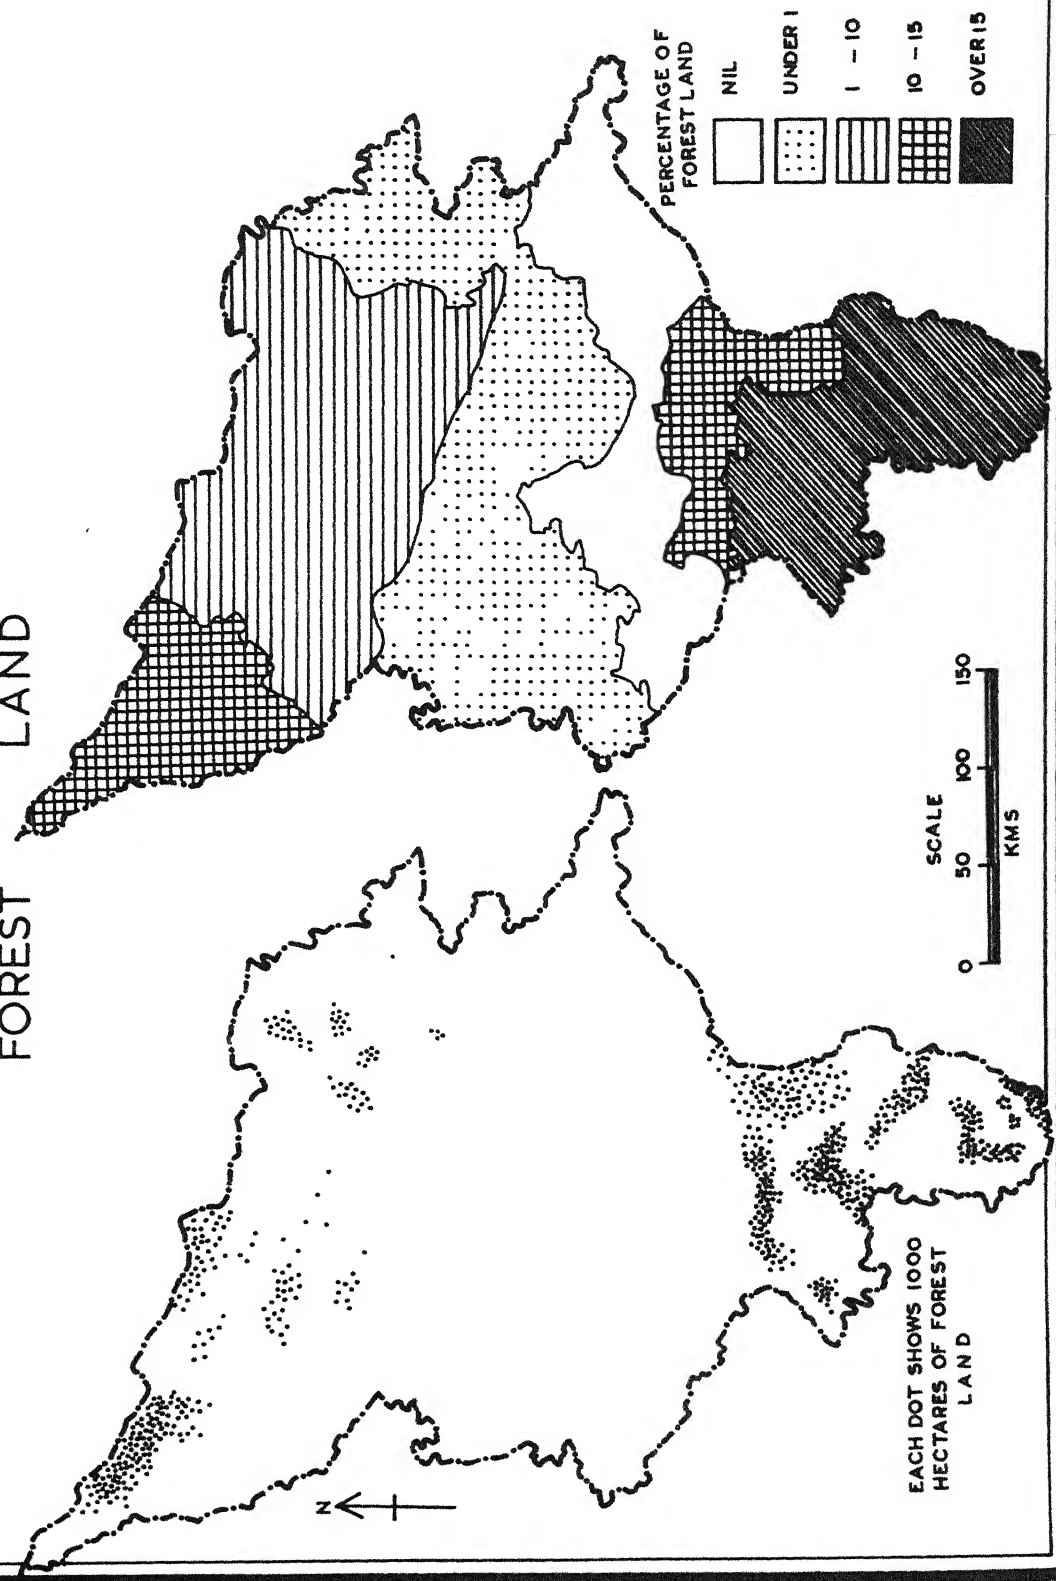 FOREST LAND
PERCENTAGE OF
FOREST LAND
NIL
UNDER 1
1 - 10
10 - 15
OVER 15
N
EACH DOT SHOWS 1000
HECTARES OF FOREST
LAND
SCALE
0 50 100 150
KMS